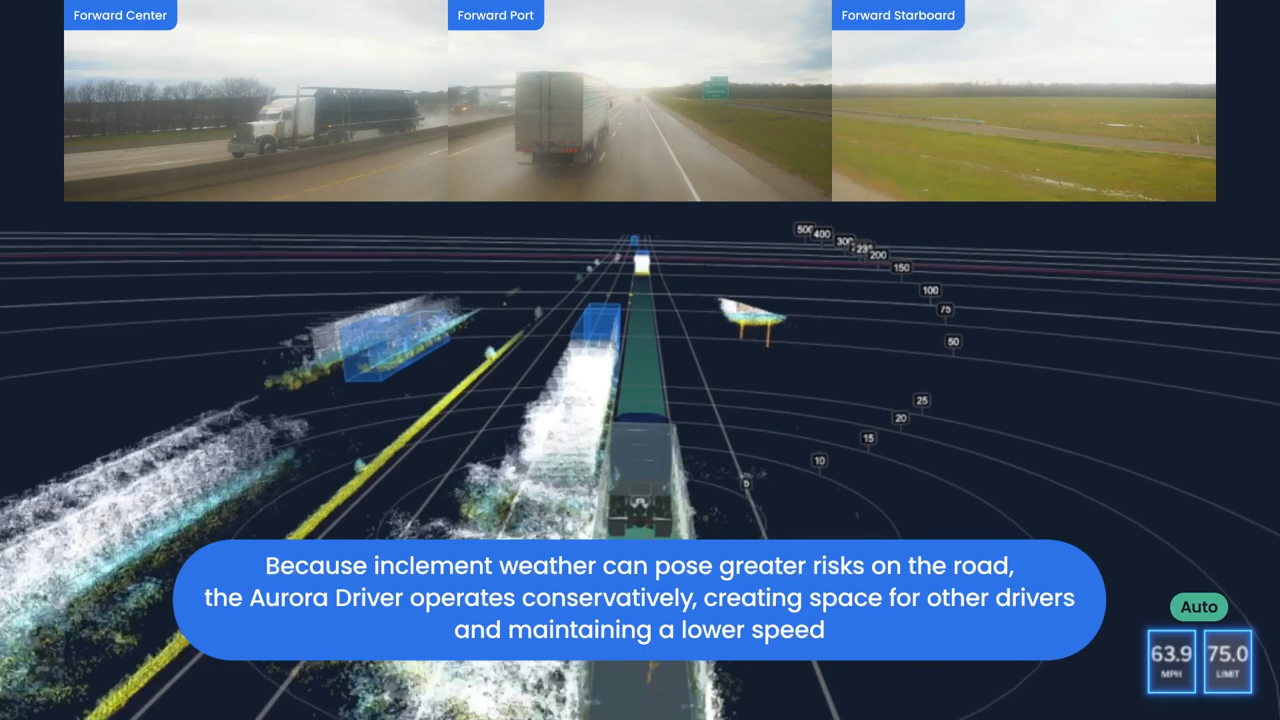 Forward Center
Forward Port
Forward Starboard
500
400
300
200
150
100
75
50
25
20
15
10
5
Because inclement weather can pose greater risks on the road,
the Aurora Driver operates conservatively, creating space for other drivers
and maintaining a lower speed
Auto
63.9 75.0
MPH LIMIT